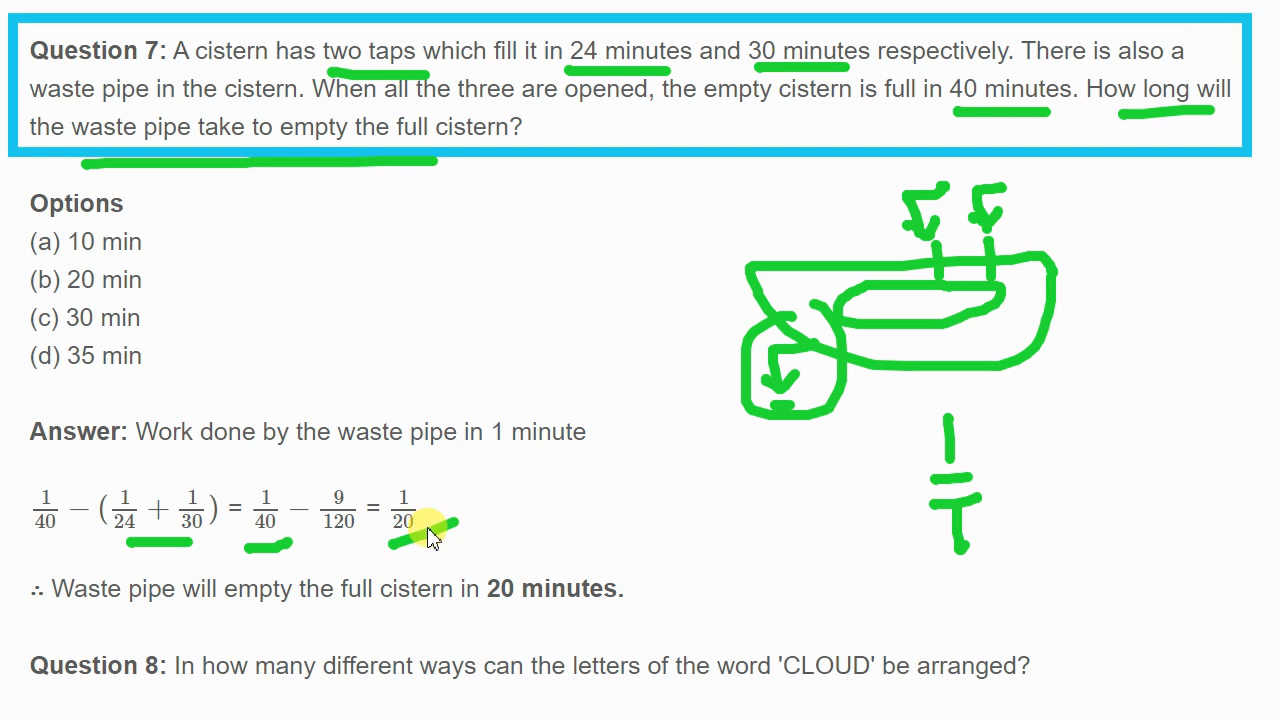 Question 7: A cistern has two taps which fill it in 24 minutes and 30 minutes respectively. There is also a
waste pipe in the cistern. When all the three are opened, the empty cistern is full in 40 minutes. How long will
the waste pipe take to empty the full cistern?
Options
(a) 10 min
(b) 20 min
(c) 30 min
(d) 35 min
Answer: Work done by the waste pipe in 1 minute
1/40 − (1/24 + 1/30) = 1/40 − 9/120 = 1/20
∴ Waste pipe will empty the full cistern in 20 minutes.
Question 8: In how many different ways can the letters of the word 'CLOUD' be arranged?